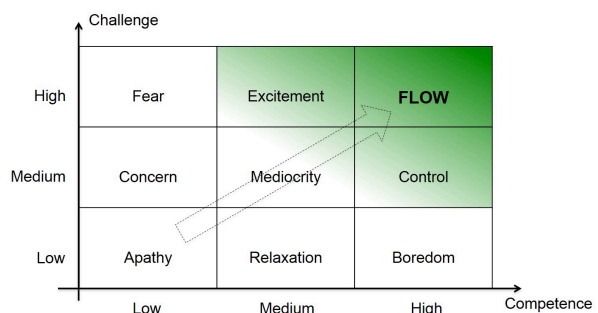 Challenge
High Fear Excitement FLOW
Medium Concern Mediocrity Control
Low Apathy Relaxation Boredom
Low Medium High Competence